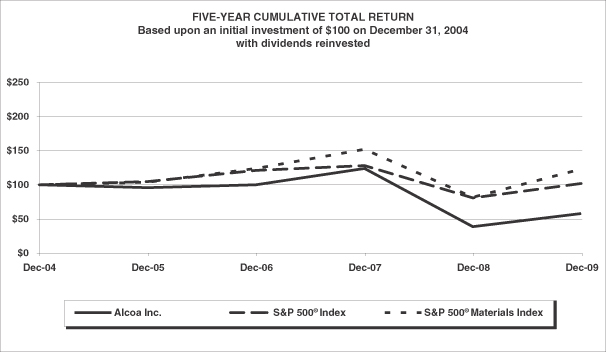 FIVE-YEAR CUMULATIVE TOTAL RETURN
Based upon an initial investment of $100 on December 31, 2004
with dividends reinvested
$250
$200
$150
$100
$50
$0
Dec-04 Dec-05 Dec-06 Dec-07 Dec-08 Dec-09
Alcoa Inc. S&P 500® Index S&P 500® Materials Index